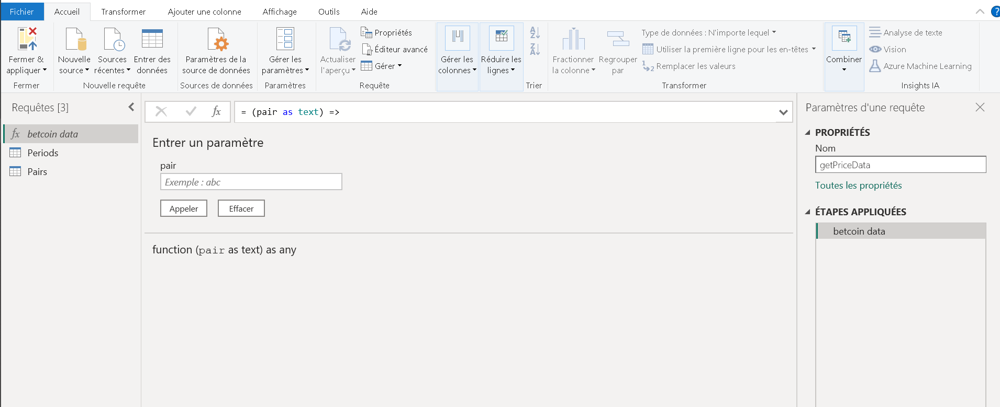 Fichier Accueil Transformer Ajouter une colonne Affichage Outils Aide ?
Fermer & appliquer
Fermer
Nouvelle source
Sources récentes
Entrer des données
Nouvelle requête
Paramètres de la source de données
Sources de données
Gérer les paramètres
Paramètres
Actualiser l'aperçu
Propriétés
Éditeur avancé
Gérer
Requête
Gérer les colonnes
Réduire les lignes
A
Z
Z
A
Trier
Fractionner la colonne
Regrouper par
Type de données : N'importe lequel
Utiliser la première ligne pour les en-têtes
1 2 Remplacer les valeurs
Transformer
Combiner
Analyse de texte
Vision
Azure Machine Learning
Insights IA
Requêtes [3]
fx betcoin data
Periods
Pairs
fx = (pair as text) =>
Entrer un paramètre
pair
Exemple : abc
Appeler Effacer
function (pair as text) as any
Paramètres d'une requête
PROPRIÉTÉS
Nom
getPriceData
Toutes les propriétés
ÉTAPES APPLIQUÉES
betcoin data